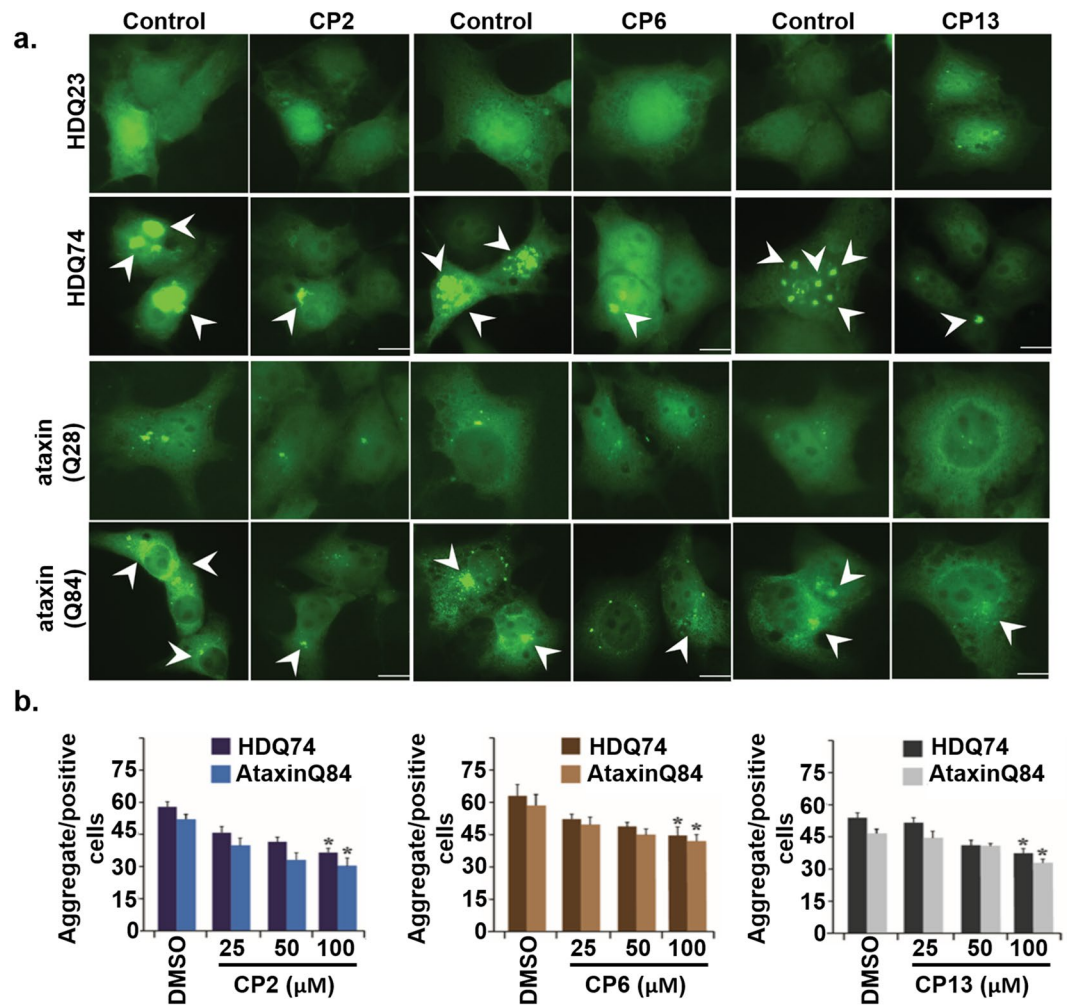 a.
Control CP2 Control CP6 Control CP13
HDQ23
HDQ74
ataxin
(Q28)
ataxin
(Q84)
b.
Aggregate/positive
cells
75
60
45
30
15
0
HDQ74
AtaxinQ84
* *
DMSO 25 50 100
CP2 (µM)
Aggregate/positive
cells
75
60
45
30
15
0
HDQ74
AtaxinQ84
* *
DMSO 25 50 100
CP6 (µM)
Aggregate/positive
cells
75
60
45
30
15
0
HDQ74
AtaxinQ84
* *
DMSO 25 50 100
CP13 (µM)